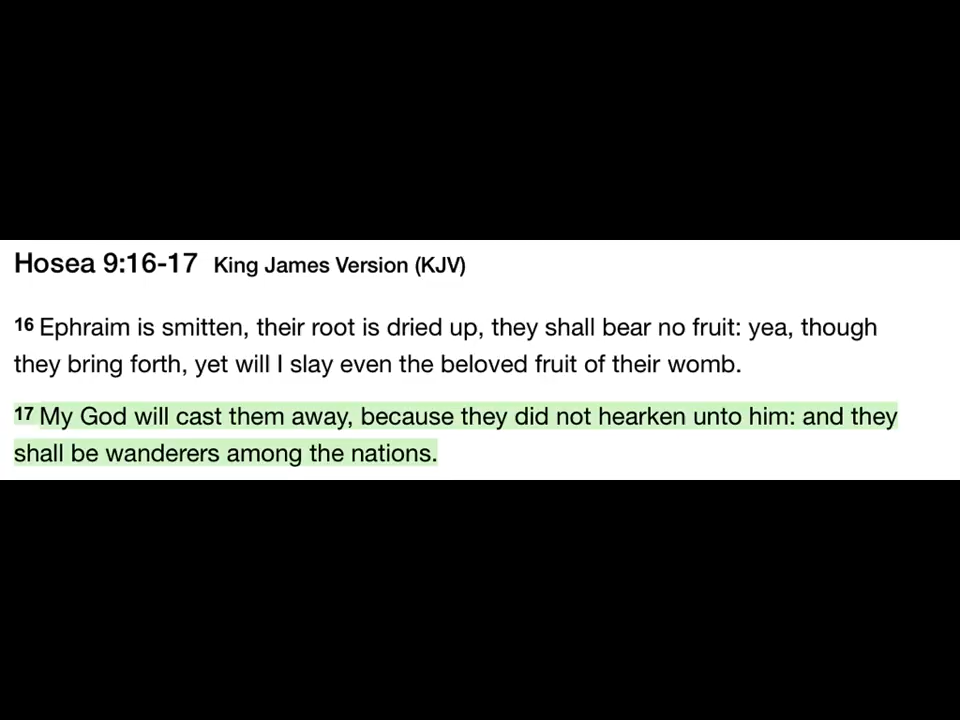 Hosea 9:16-17 King James Version (KJV)
16 Ephraim is smitten, their root is dried up, they shall bear no fruit: yea, though
they bring forth, yet will I slay even the beloved fruit of their womb.
17 My God will cast them away, because they did not hearken unto him: and they
shall be wanderers among the nations.